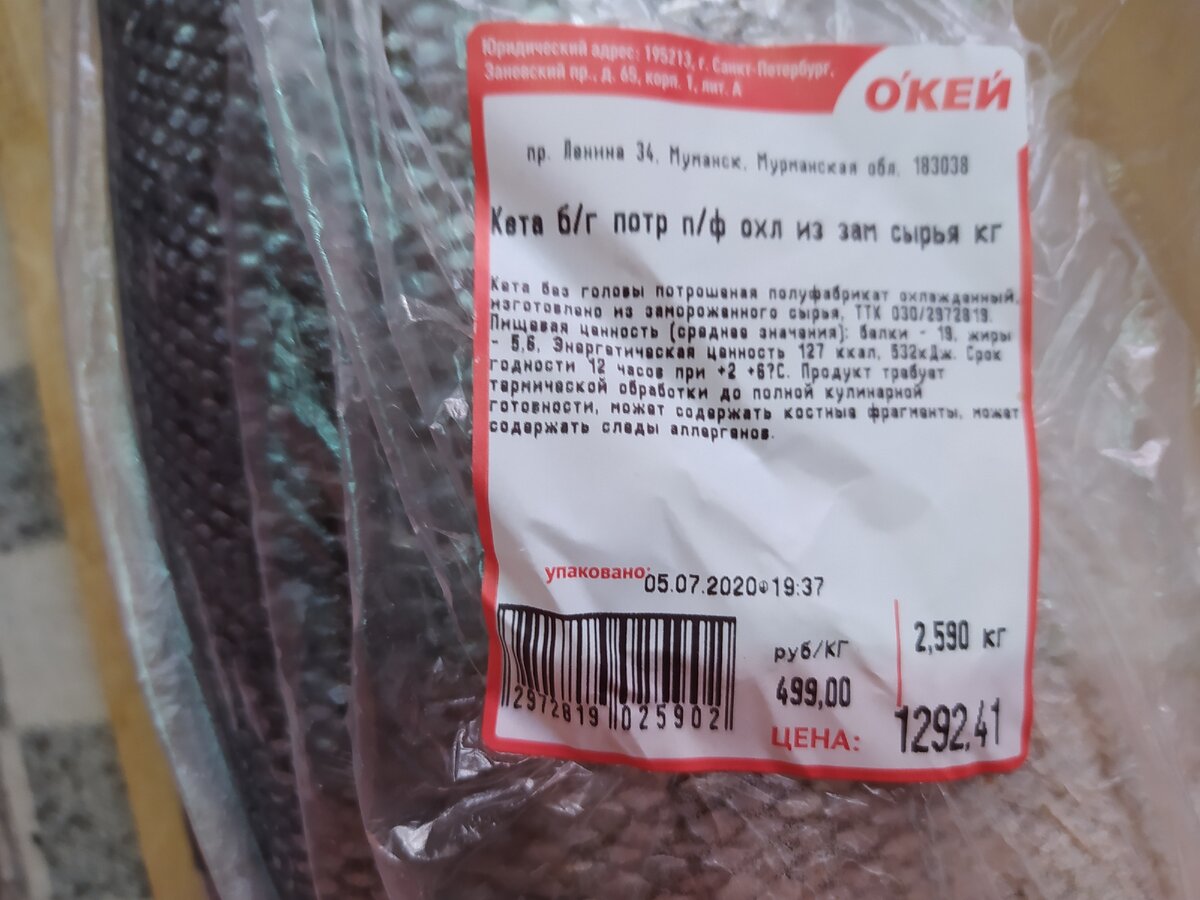 Юридический адрес: 195213, г. Санкт-Петербург,
Заневский пр., д. 65, корп. 1, лит. А
О'КЕЙ
пр. Ленина 34, Муманск, Мурманская обл. 183038
Кета б/г потр п/ф охл из зам сырья кг
Кета без головы потрошеная полуфабрикат охлажденный,
изготовлено из замороженного сырья, ТТК 030/2972819.
Пищевая ценность (средние значения): белки - 19, жиры
- 5,6, Энергетическая ценность 127 ккал, 532кДж. Срок
годности 12 часов при +2 +6?С. Продукт требует
термической обработки до полной кулинарной
готовности, может содержать костные фрагменты, может
содержать следы аллергенов.
упаковано:05.07.2020 19:37
2,590 кг
руб/кг
499,00
2972819 025902
ЦЕНА: 1292,41